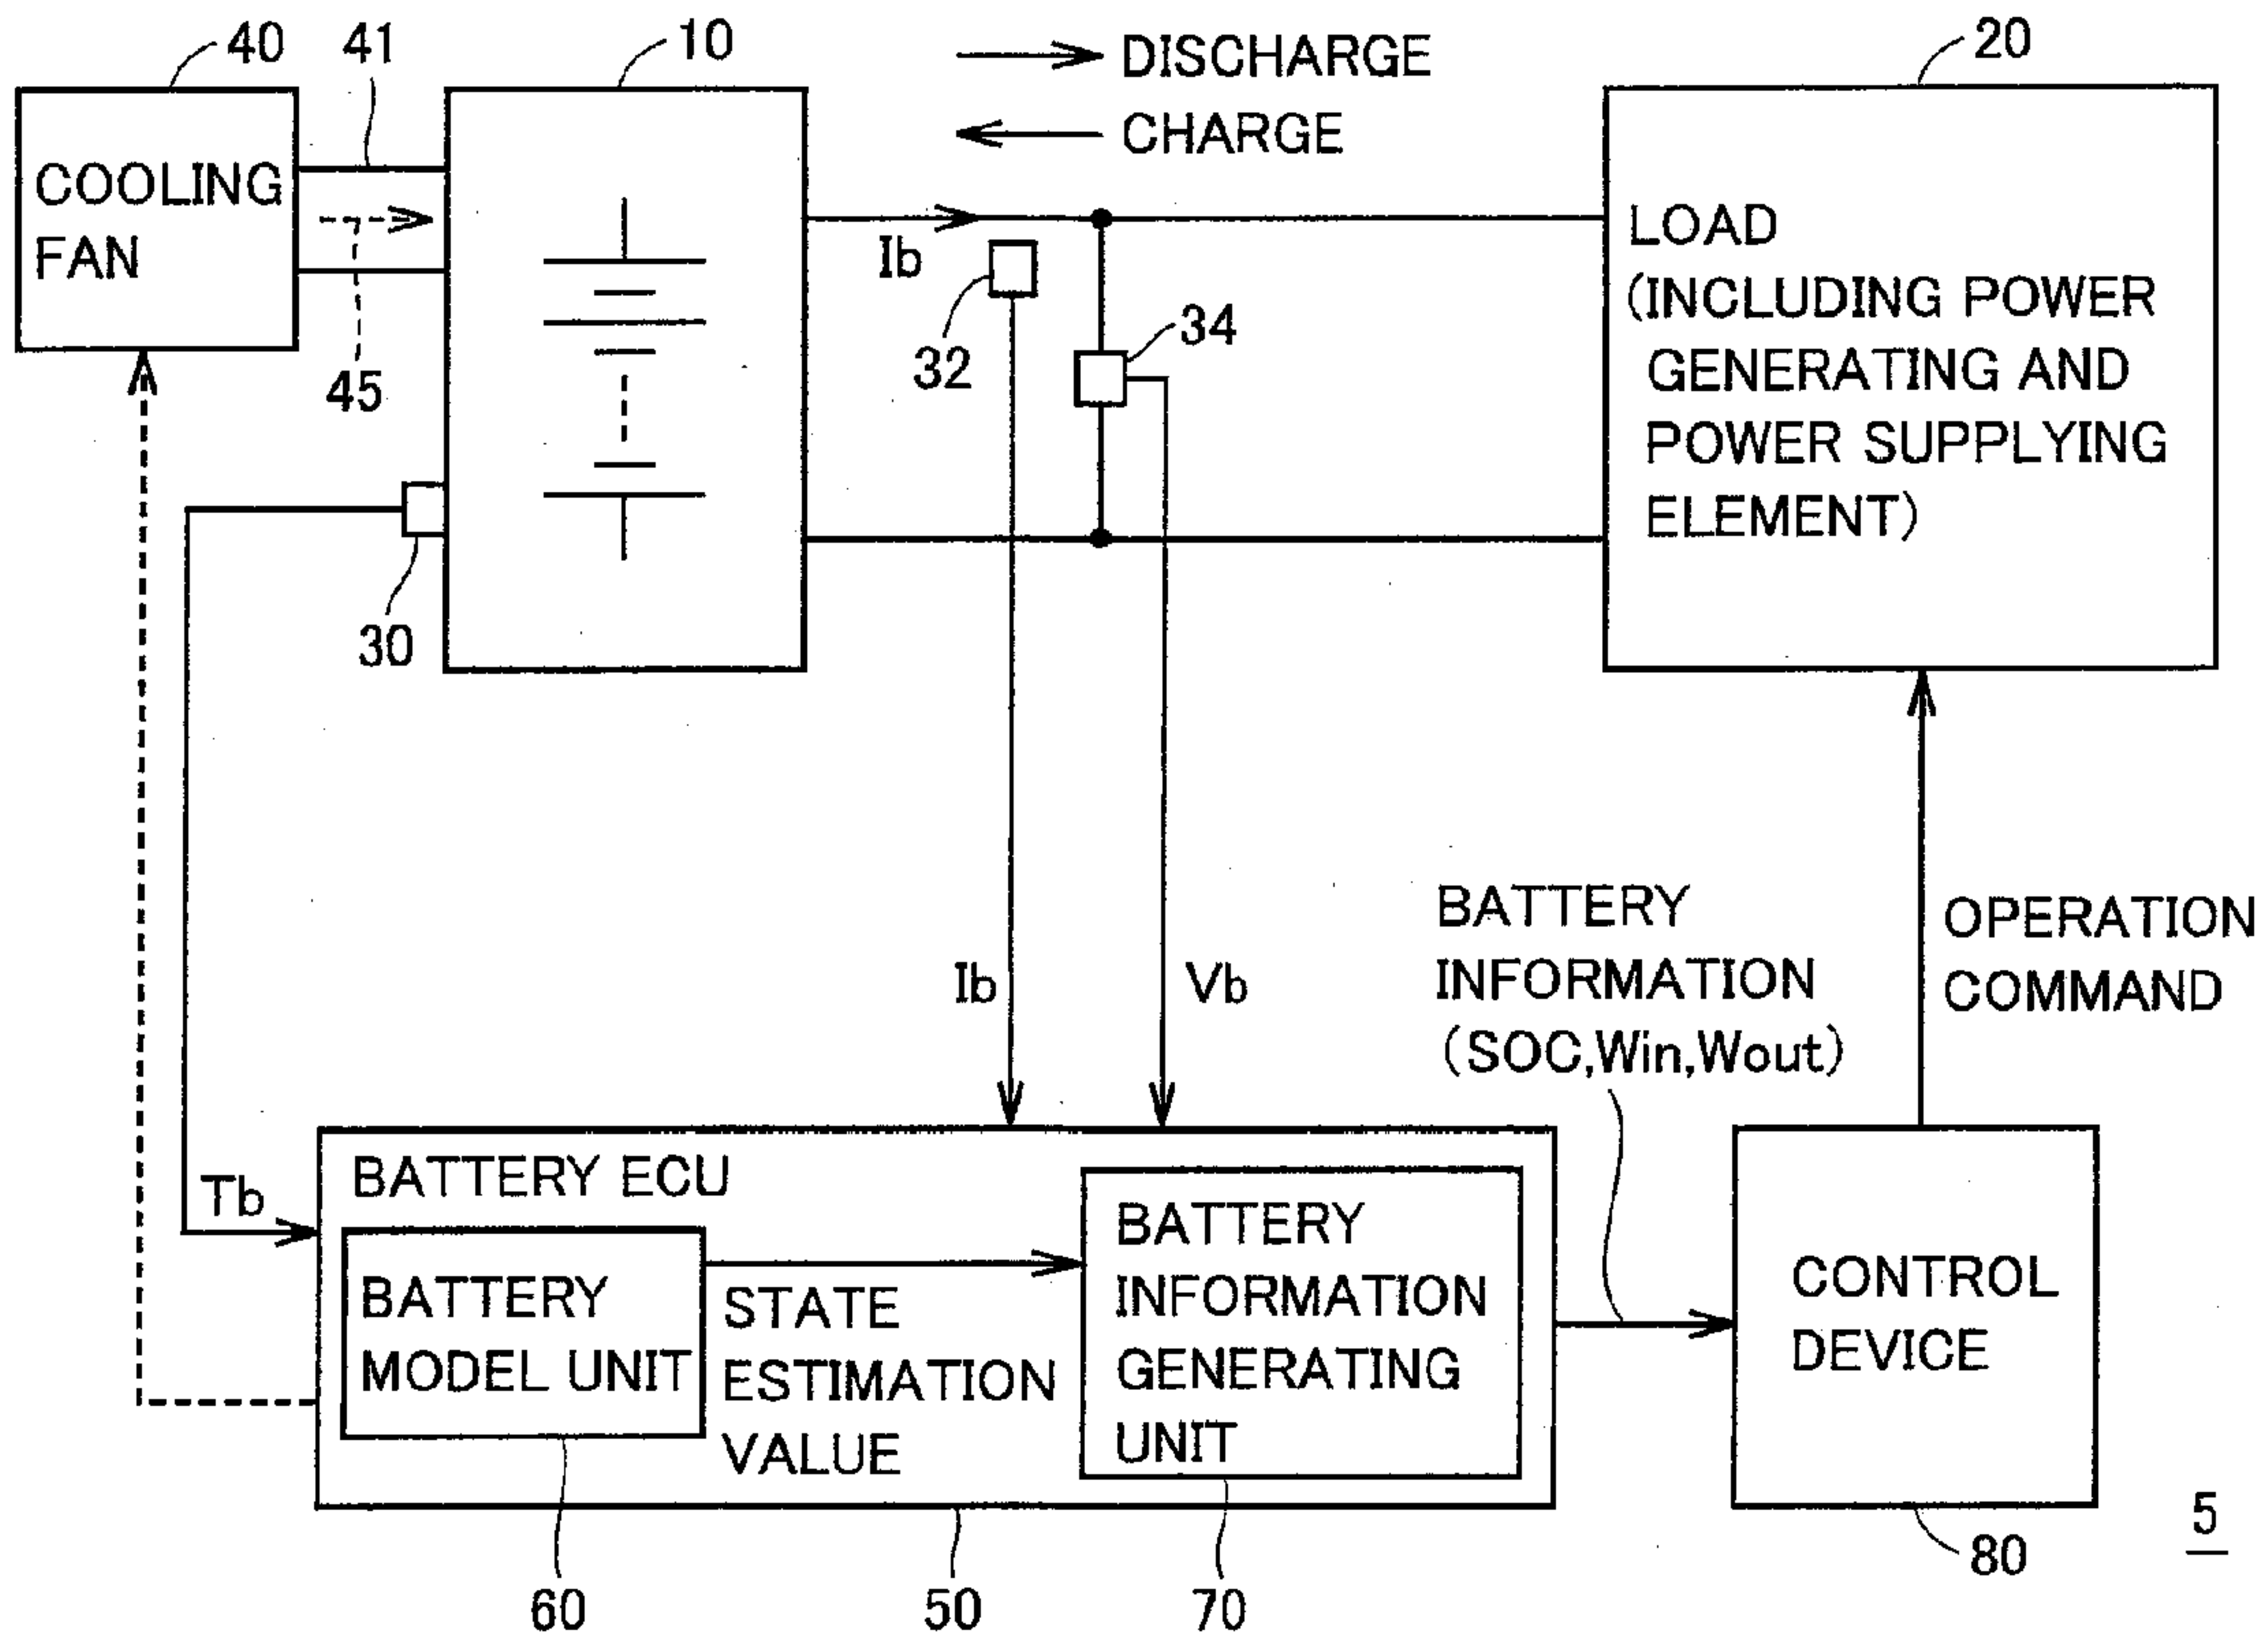 40
41
10
DISCHARGE
CHARGE
20
COOLING
FAN
45
30
Ib
32
34
LOAD
(INCLUDING POWER
GENERATING AND
POWER SUPPLYING
ELEMENT)
Ib
Vb
BATTERY
INFORMATION
(SOC,Win,Wout)
OPERATION
COMMAND
Tb
BATTERY ECU
BATTERY
MODEL UNIT
STATE
ESTIMATION
VALUE
BATTERY
INFORMATION
GENERATING
UNIT
CONTROL
DEVICE
60
50
70
80
5